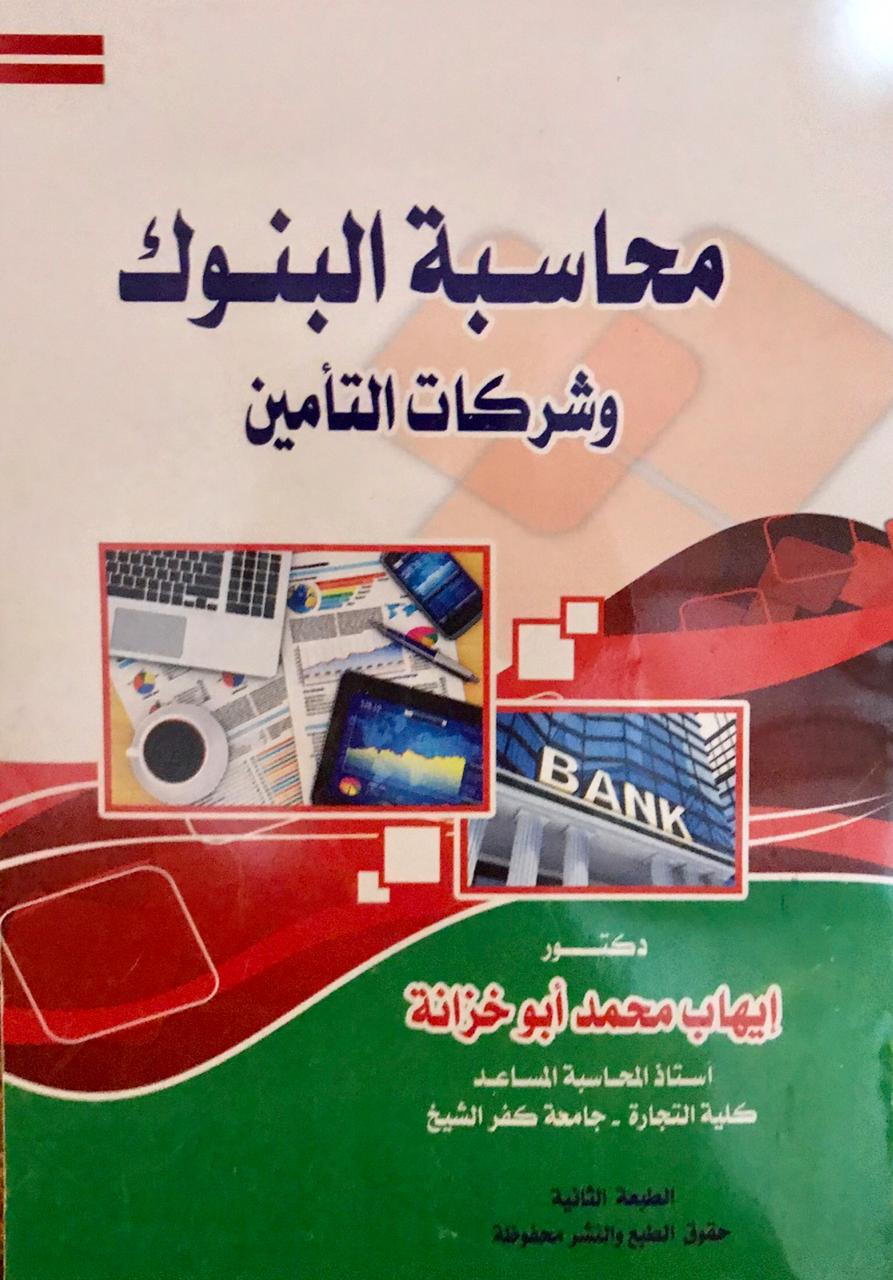 محاسبة البنوك
وشركات التأمين
BANK
دكتور
إيهاب محمد أبو خزانة
أستاذ المحاسبة المساعد
كلية التجارة - جامعة كفر الشيخ
الطبعة الثانية
حقوق الطبع والنشر محفوظة